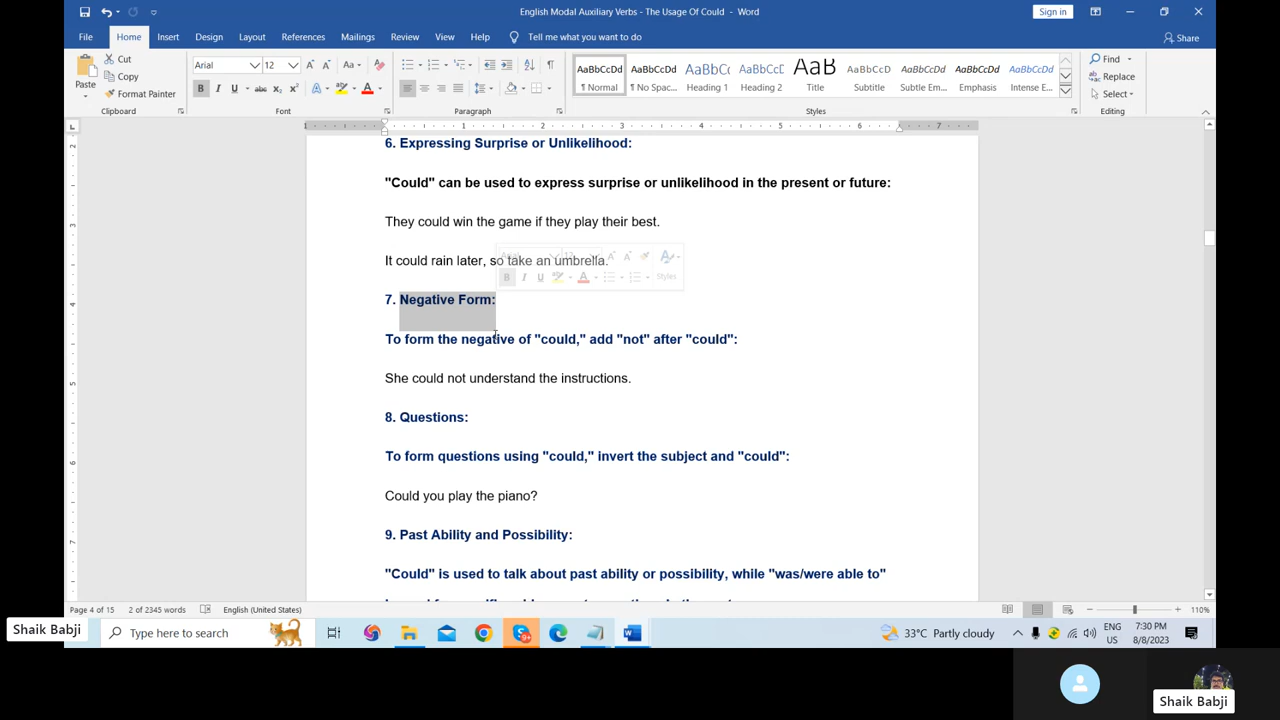 English Modal Auxiliary Verbs - The Usage Of Could - Word
Sign in
File Home Insert Design Layout References Mailings Review View Help Tell me what you want to do
Share
Paste
Cut
Copy
Format Painter
Clipboard
Arial 12
Font
Paragraph
AaBbCcDd AaBbCcDd AaBbCc AaBbCcC AaB AaBbCcD AaBbCcDd AaBbCcDd AaBbCcDd
¶ Normal ¶ No Spac... Heading 1 Heading 2 Title Subtitle Subtle Em... Emphasis Intense E...
Styles
Find
Replace
Select
Editing
6. Expressing Surprise or Unlikelihood:
"Could" can be used to express surprise or unlikelihood in the present or future:
They could win the game if they play their best.
It could rain later, so take an umbrella.
Styles
7. Negative Form:
To form the negative of "could," add "not" after "could":
She could not understand the instructions.
8. Questions:
To form questions using "could," invert the subject and "could":
Could you play the piano?
9. Past Ability and Possibility:
"Could" is used to talk about past ability or possibility, while "was/were able to"
Page 4 of 15 2 of 2345 words English (United States) 110%
Shaik Babji
Type here to search
33°C Partly cloudy
ENG
US
7:30 PM
8/8/2023
Shaik Babji